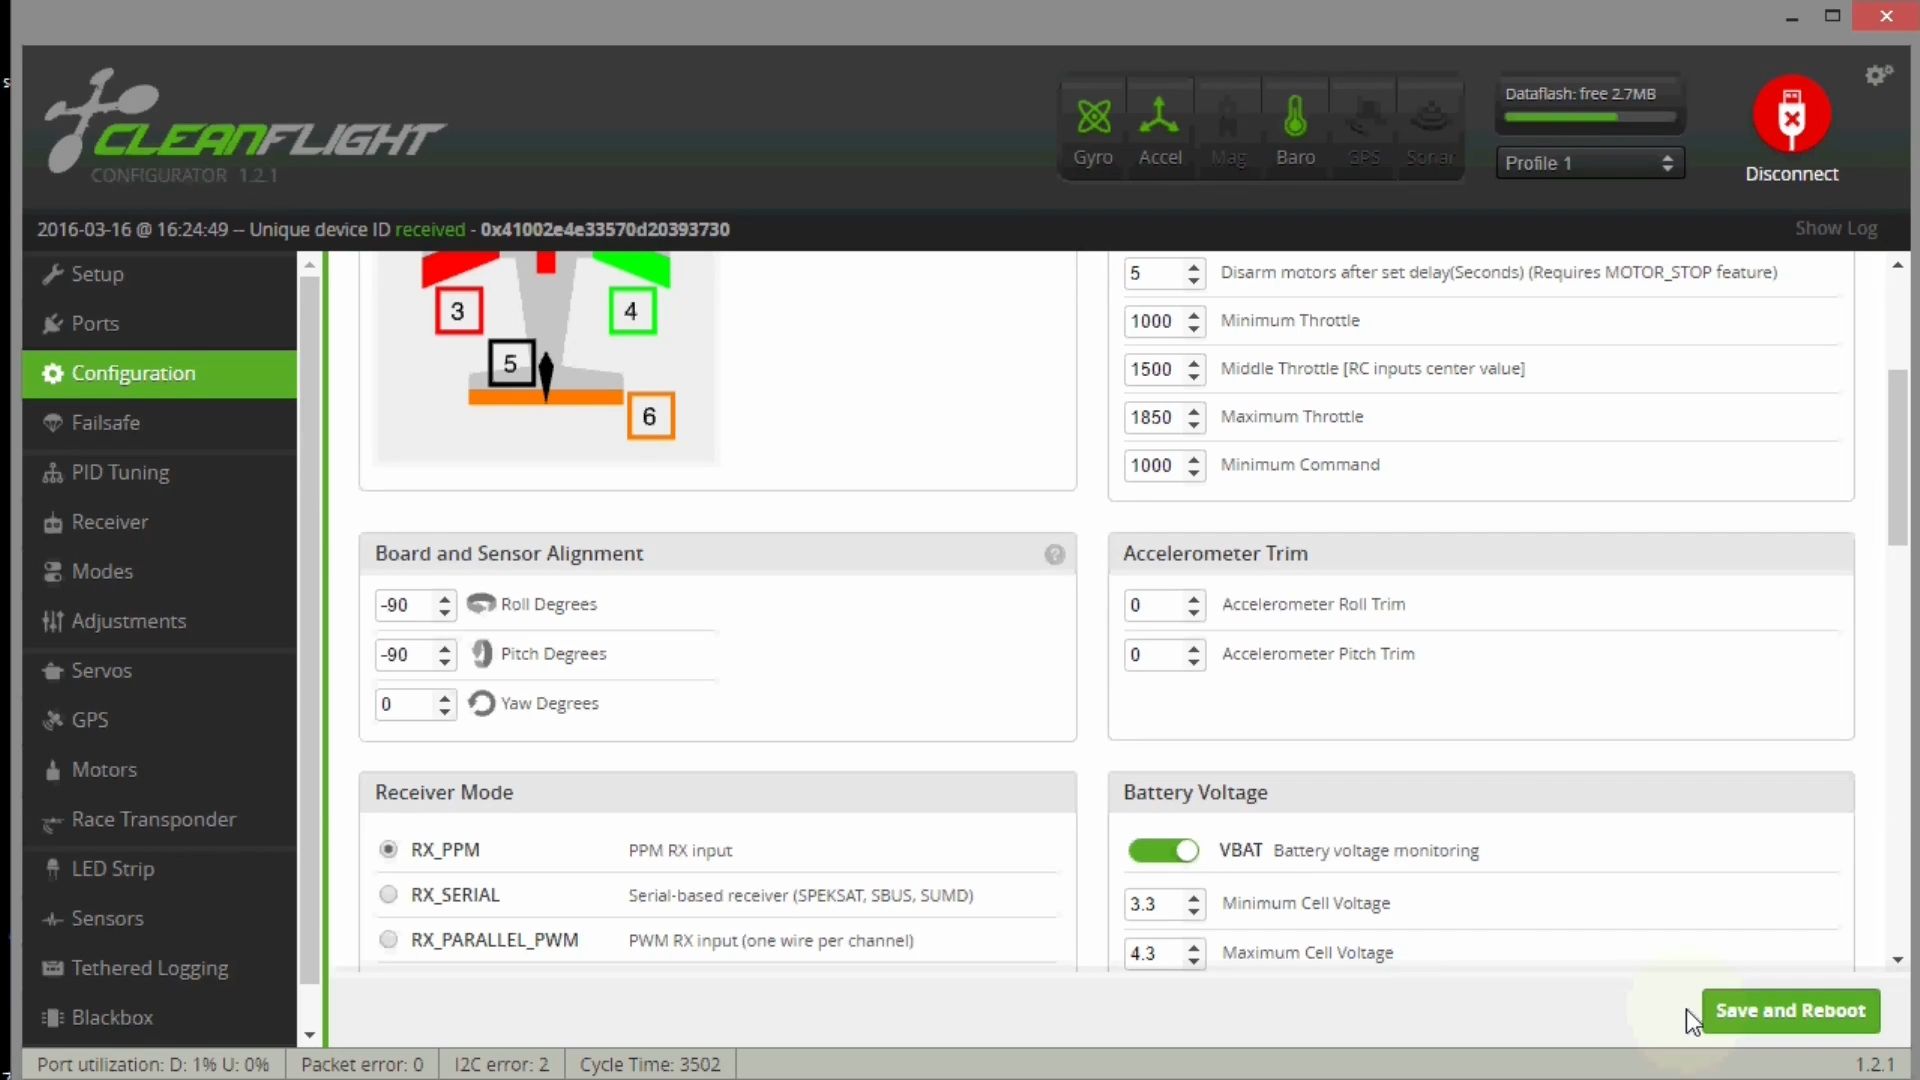 CLEANFLIGHT
CONFIGURATOR 1.2.1
Gyro
Accel
Mag
Baro
GPS
Sonar
Dataflash: free 2.7MB
Profile 1
Disconnect
2016-03-16 @ 16:24:49 -- Unique device ID received - 0x41002e4e33570d20393730
Show Log
Setup
Ports
Configuration
Failsafe
PID Tuning
Receiver
Modes
Adjustments
Servos
GPS
Motors
Race Transponder
LED Strip
Sensors
Tethered Logging
Blackbox
3
4
5
6
5 Disarm motors after set delay(Seconds) (Requires MOTOR_STOP feature)
1000 Minimum Throttle
1500 Middle Throttle [RC inputs center value]
1850 Maximum Throttle
1000 Minimum Command
Board and Sensor Alignment
?
-90 Roll Degrees
-90 Pitch Degrees
0 Yaw Degrees
Accelerometer Trim
0 Accelerometer Roll Trim
0 Accelerometer Pitch Trim
Receiver Mode
RX_PPM PPM RX input
RX_SERIAL Serial-based receiver (SPEKSAT, SBUS, SUMD)
RX_PARALLEL_PWM PWM RX input (one wire per channel)
Battery Voltage
VBAT Battery voltage monitoring
3.3 Minimum Cell Voltage
4.3 Maximum Cell Voltage
Save and Reboot
Port utilization: D: 1% U: 0%
Packet error: 0
I2C error: 2
Cycle Time: 3502
1.2.1